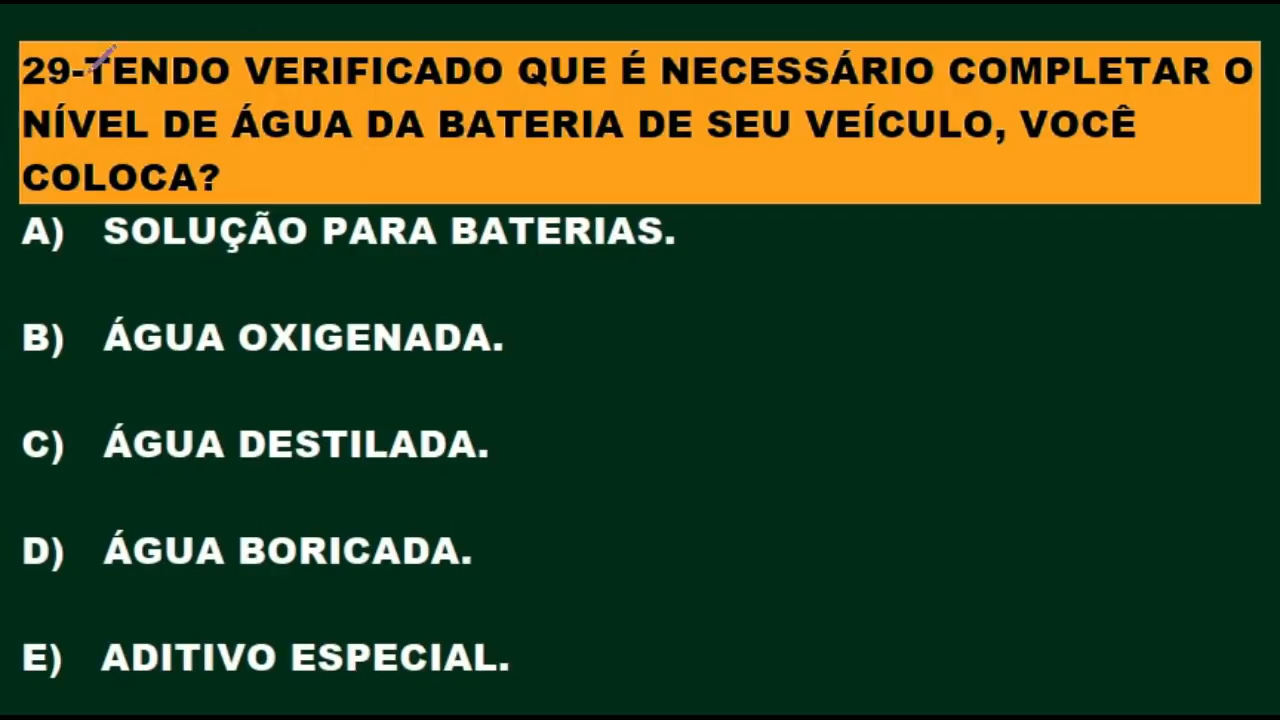 29-TENDO VERIFICADO QUE É NECESSÁRIO COMPLETAR O
NÍVEL DE ÁGUA DA BATERIA DE SEU VEÍCULO, VOCÊ
COLOCA?
A) SOLUÇÃO PARA BATERIAS.
B) ÁGUA OXIGENADA.
C) ÁGUA DESTILADA.
D) ÁGUA BORICADA.
E) ADITIVO ESPECIAL.